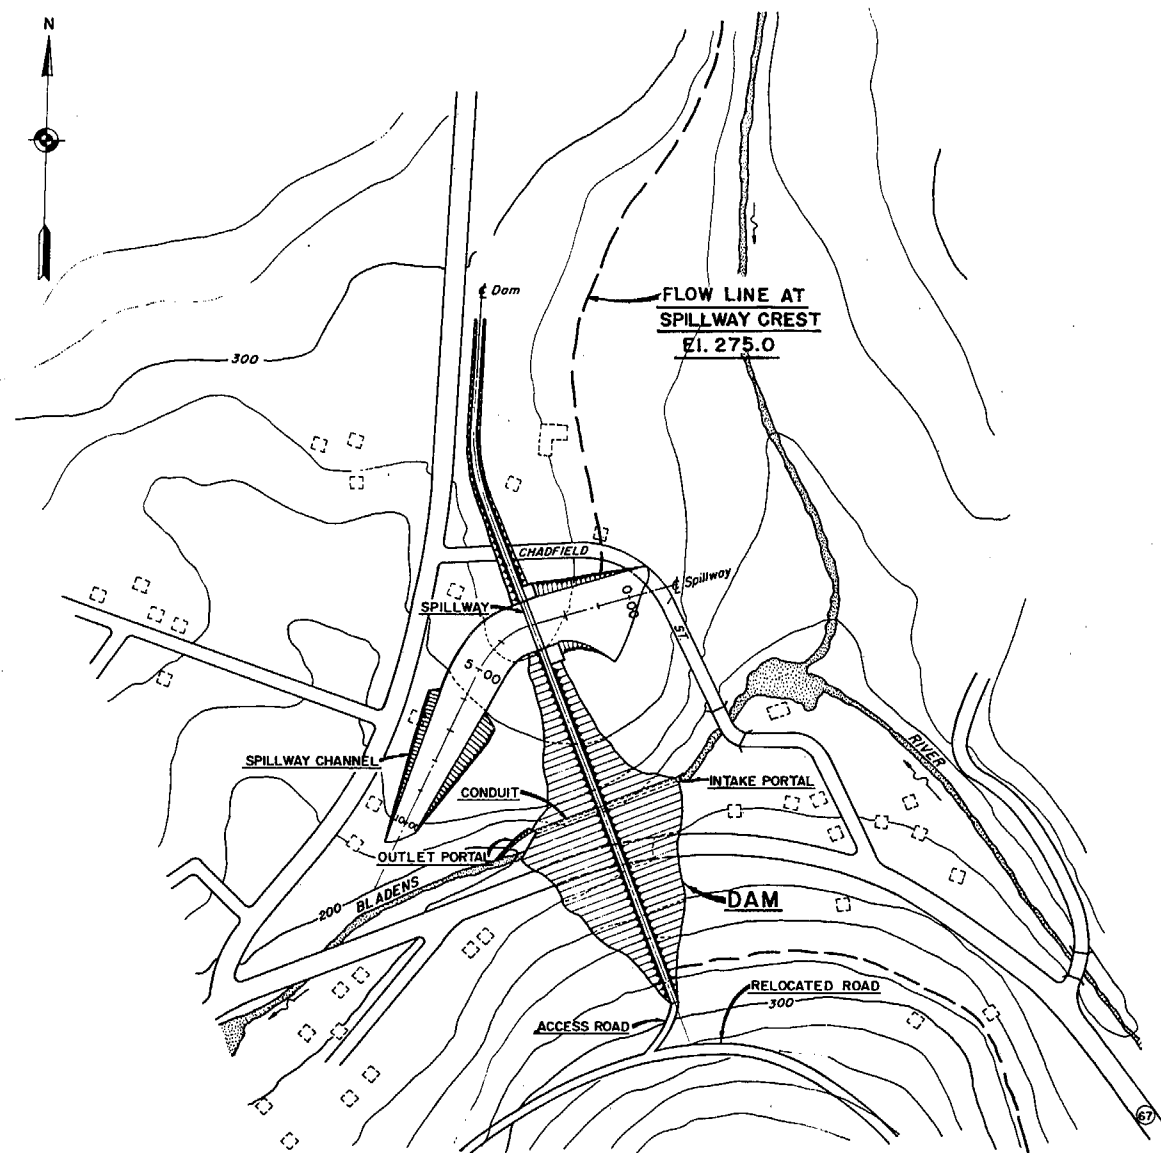 N
℄ Dam
FLOW LINE AT
SPILLWAY CREST
El. 275.0
300
CHADFIELD
℄ Spillway
SPILLWAY
0+00
ST
5+00
RIVER
SPILLWAY CHANNEL
INTAKE PORTAL
CONDUIT
10+00
OUTLET PORTAL
DAM
200
BLADENS
RELOCATED ROAD
300
ACCESS ROAD
67